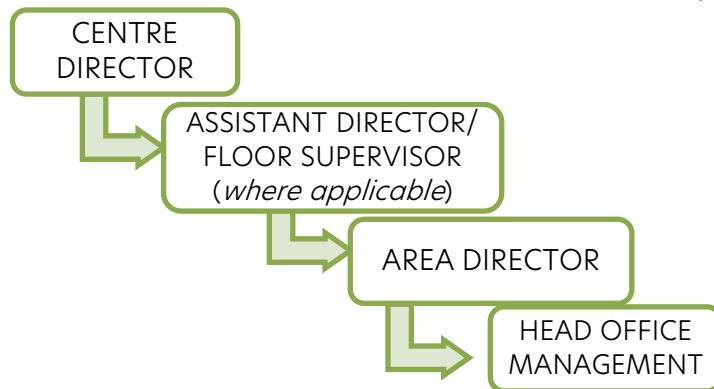 CENTRE
DIRECTOR
ASSISTANT DIRECTOR/
FLOOR SUPERVISOR
(where applicable)
AREA DIRECTOR
HEAD OFFICE
MANAGEMENT